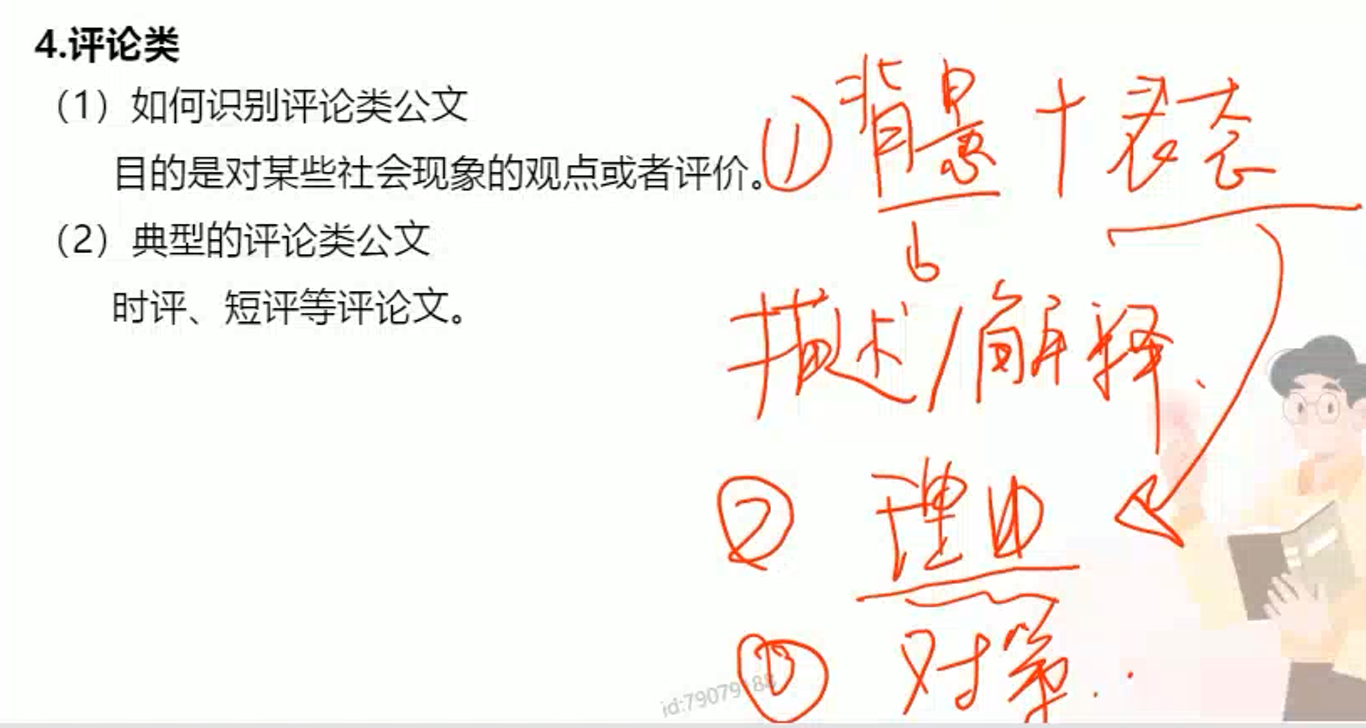 4.评论类
（1）如何识别评论类公文
目的是对某些社会现象的观点或者评价。
（2）典型的评论类公文
时评、短评等评论文。
①背景+表态
描述/解释
② 理由
③ 对策
id:79079188